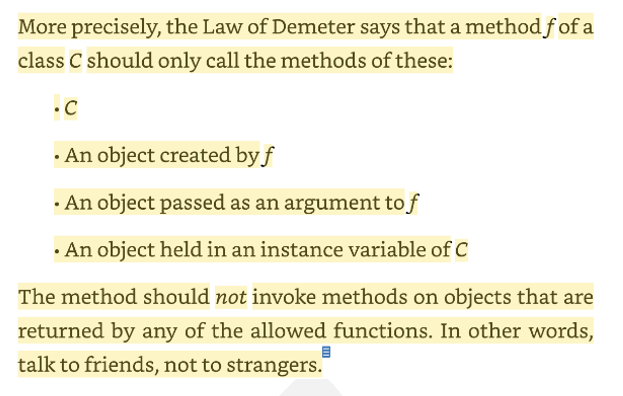 More precisely, the Law of Demeter says that a method f of a
class C should only call the methods of these:
• C
• An object created by f
• An object passed as an argument to f
• An object held in an instance variable of C
The method should not invoke methods on objects that are
returned by any of the allowed functions. In other words,
talk to friends, not to strangers.